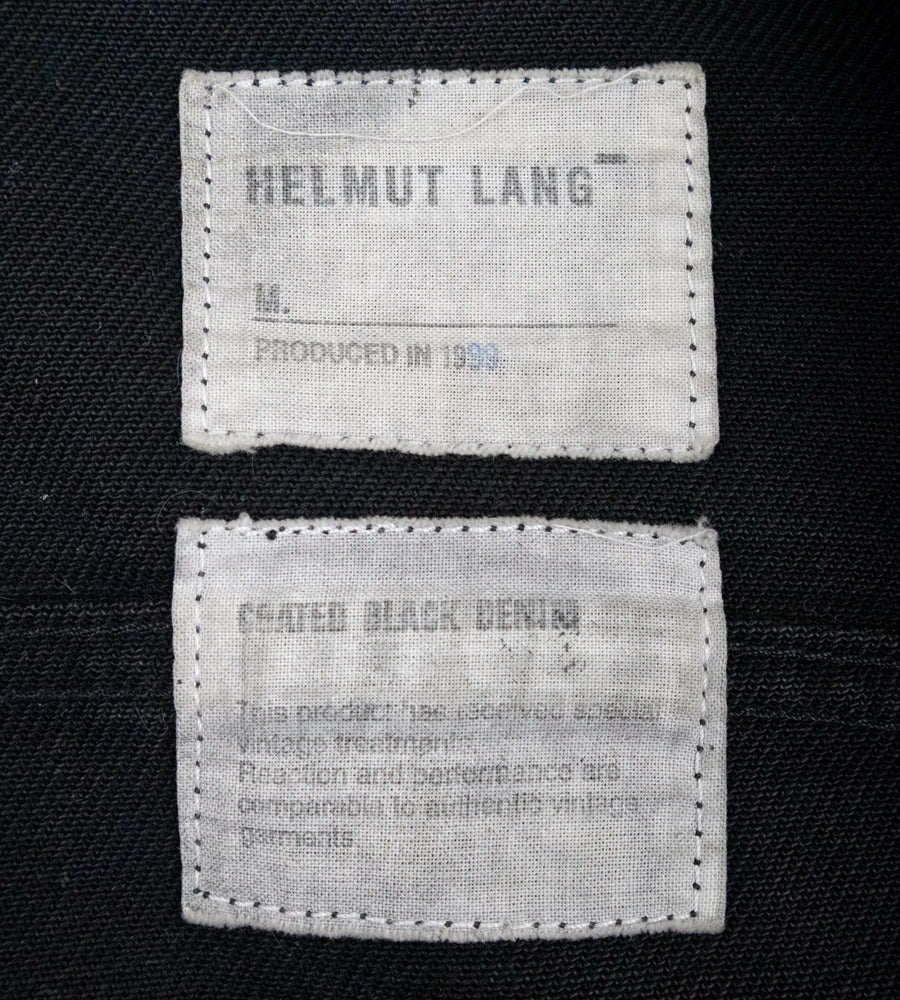 HELMUT LANG
M.
PRODUCED IN 1999
COATED BLACK DENIM
This product has received special
vintage treatments.
Reaction and performance are
comparable to authentic vintage
garments